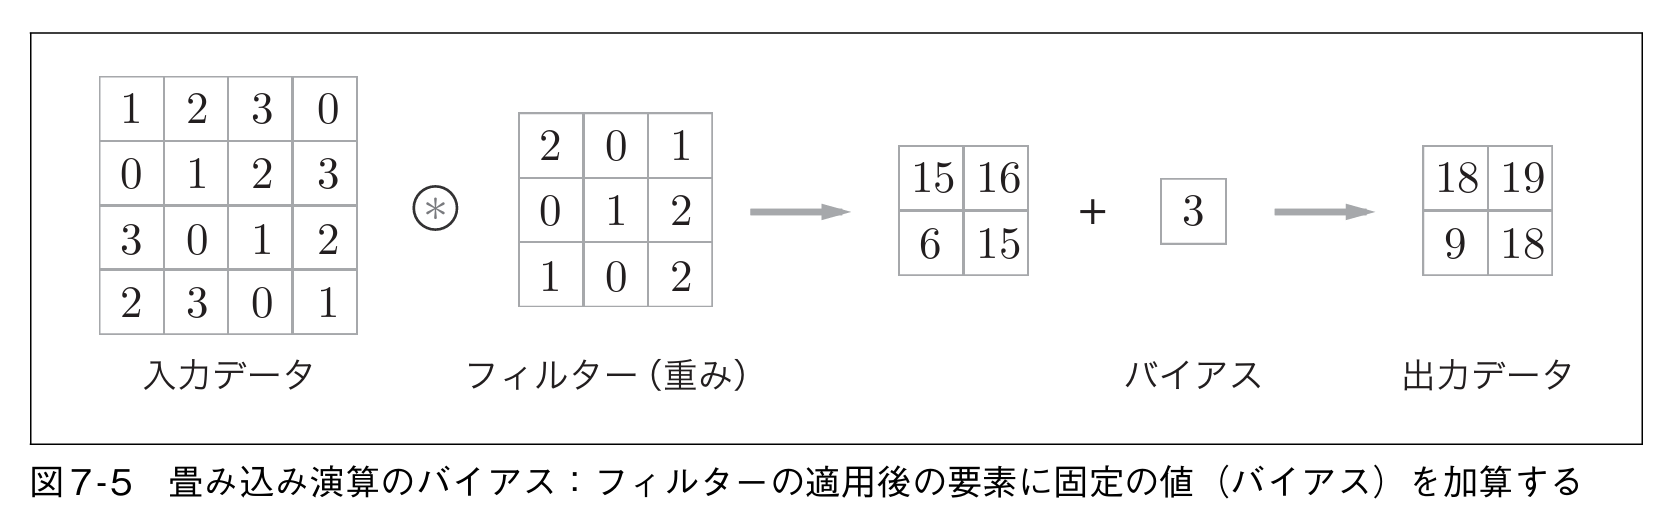 1 2 3 0
0 1 2 3
3 0 1 2
2 3 0 1
入力データ
⊛
2 0 1
0 1 2
1 0 2
フィルター（重み）
15 16
6 15
+
3
バイアス
18 19
9 18
出力データ
図7-5　畳み込み演算のバイアス：フィルターの適用後の要素に固定の値（バイアス）を加算する